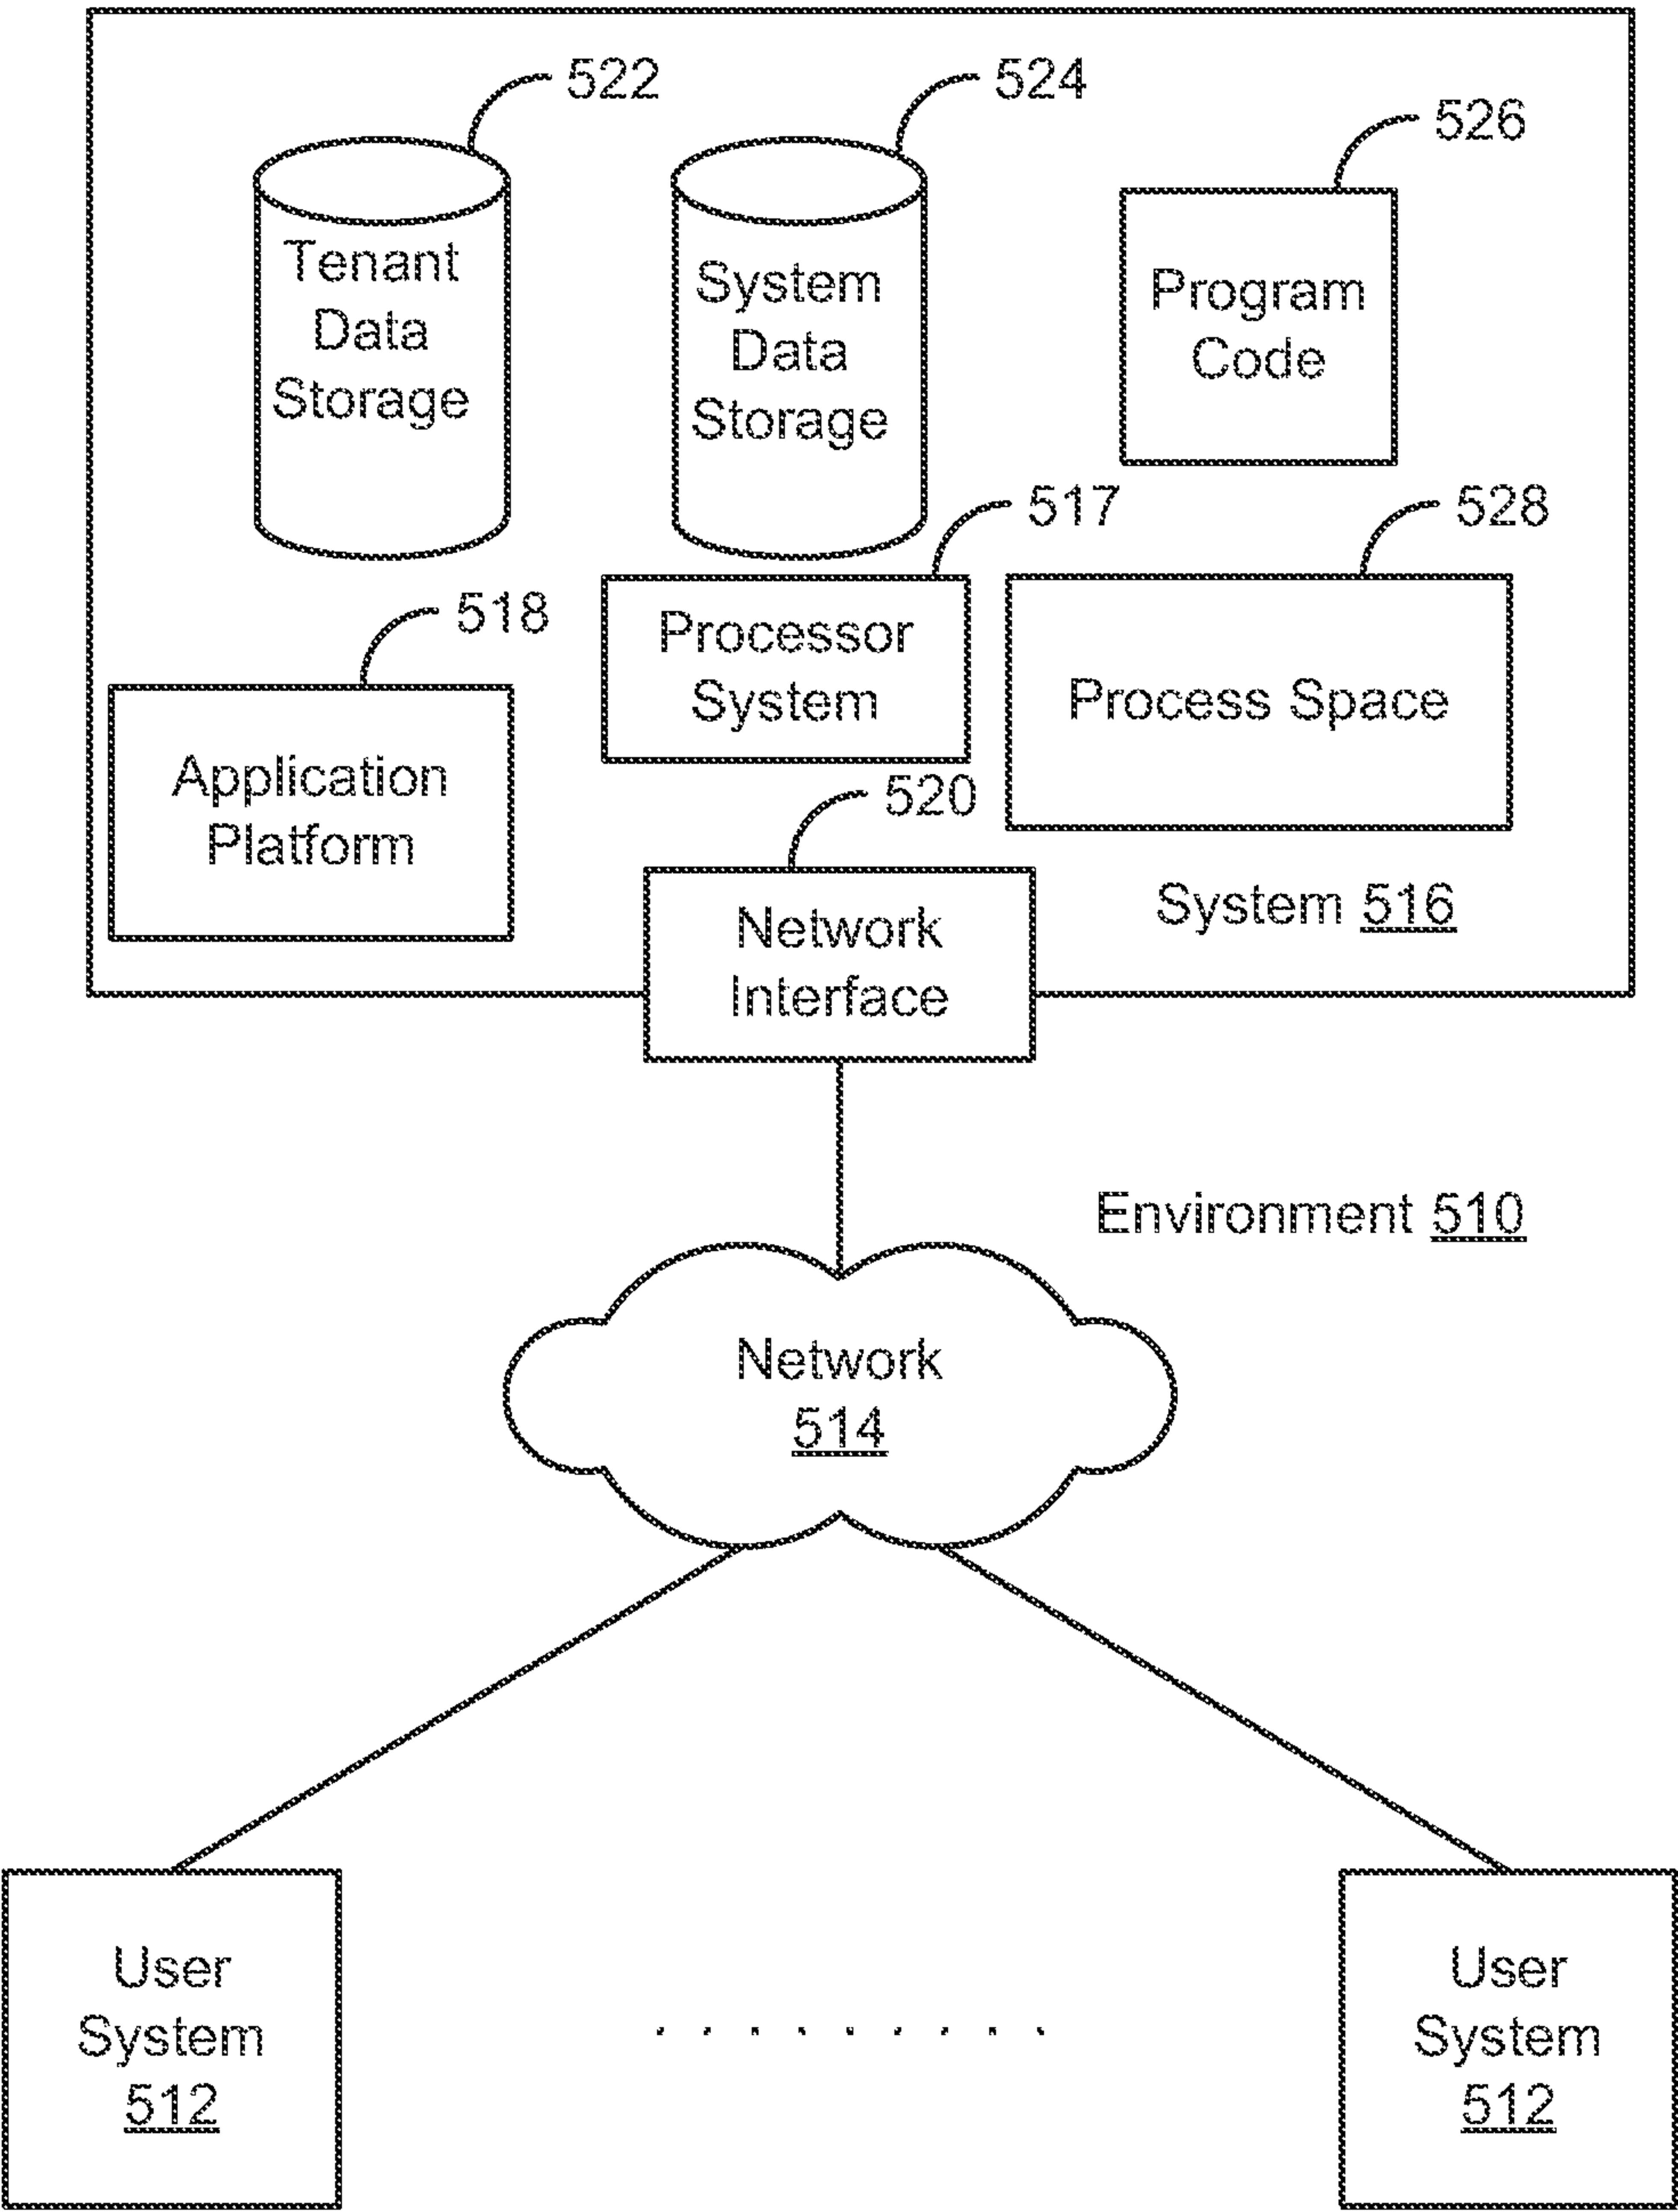 522
524
526
Tenant
Data
Storage
System
Data
Storage
Program
Code
517
528
518
Processor
System
Process Space
Application
Platform
520
Network
Interface
System 516
Environment 510
Network
514
User
System
512
User
System
512